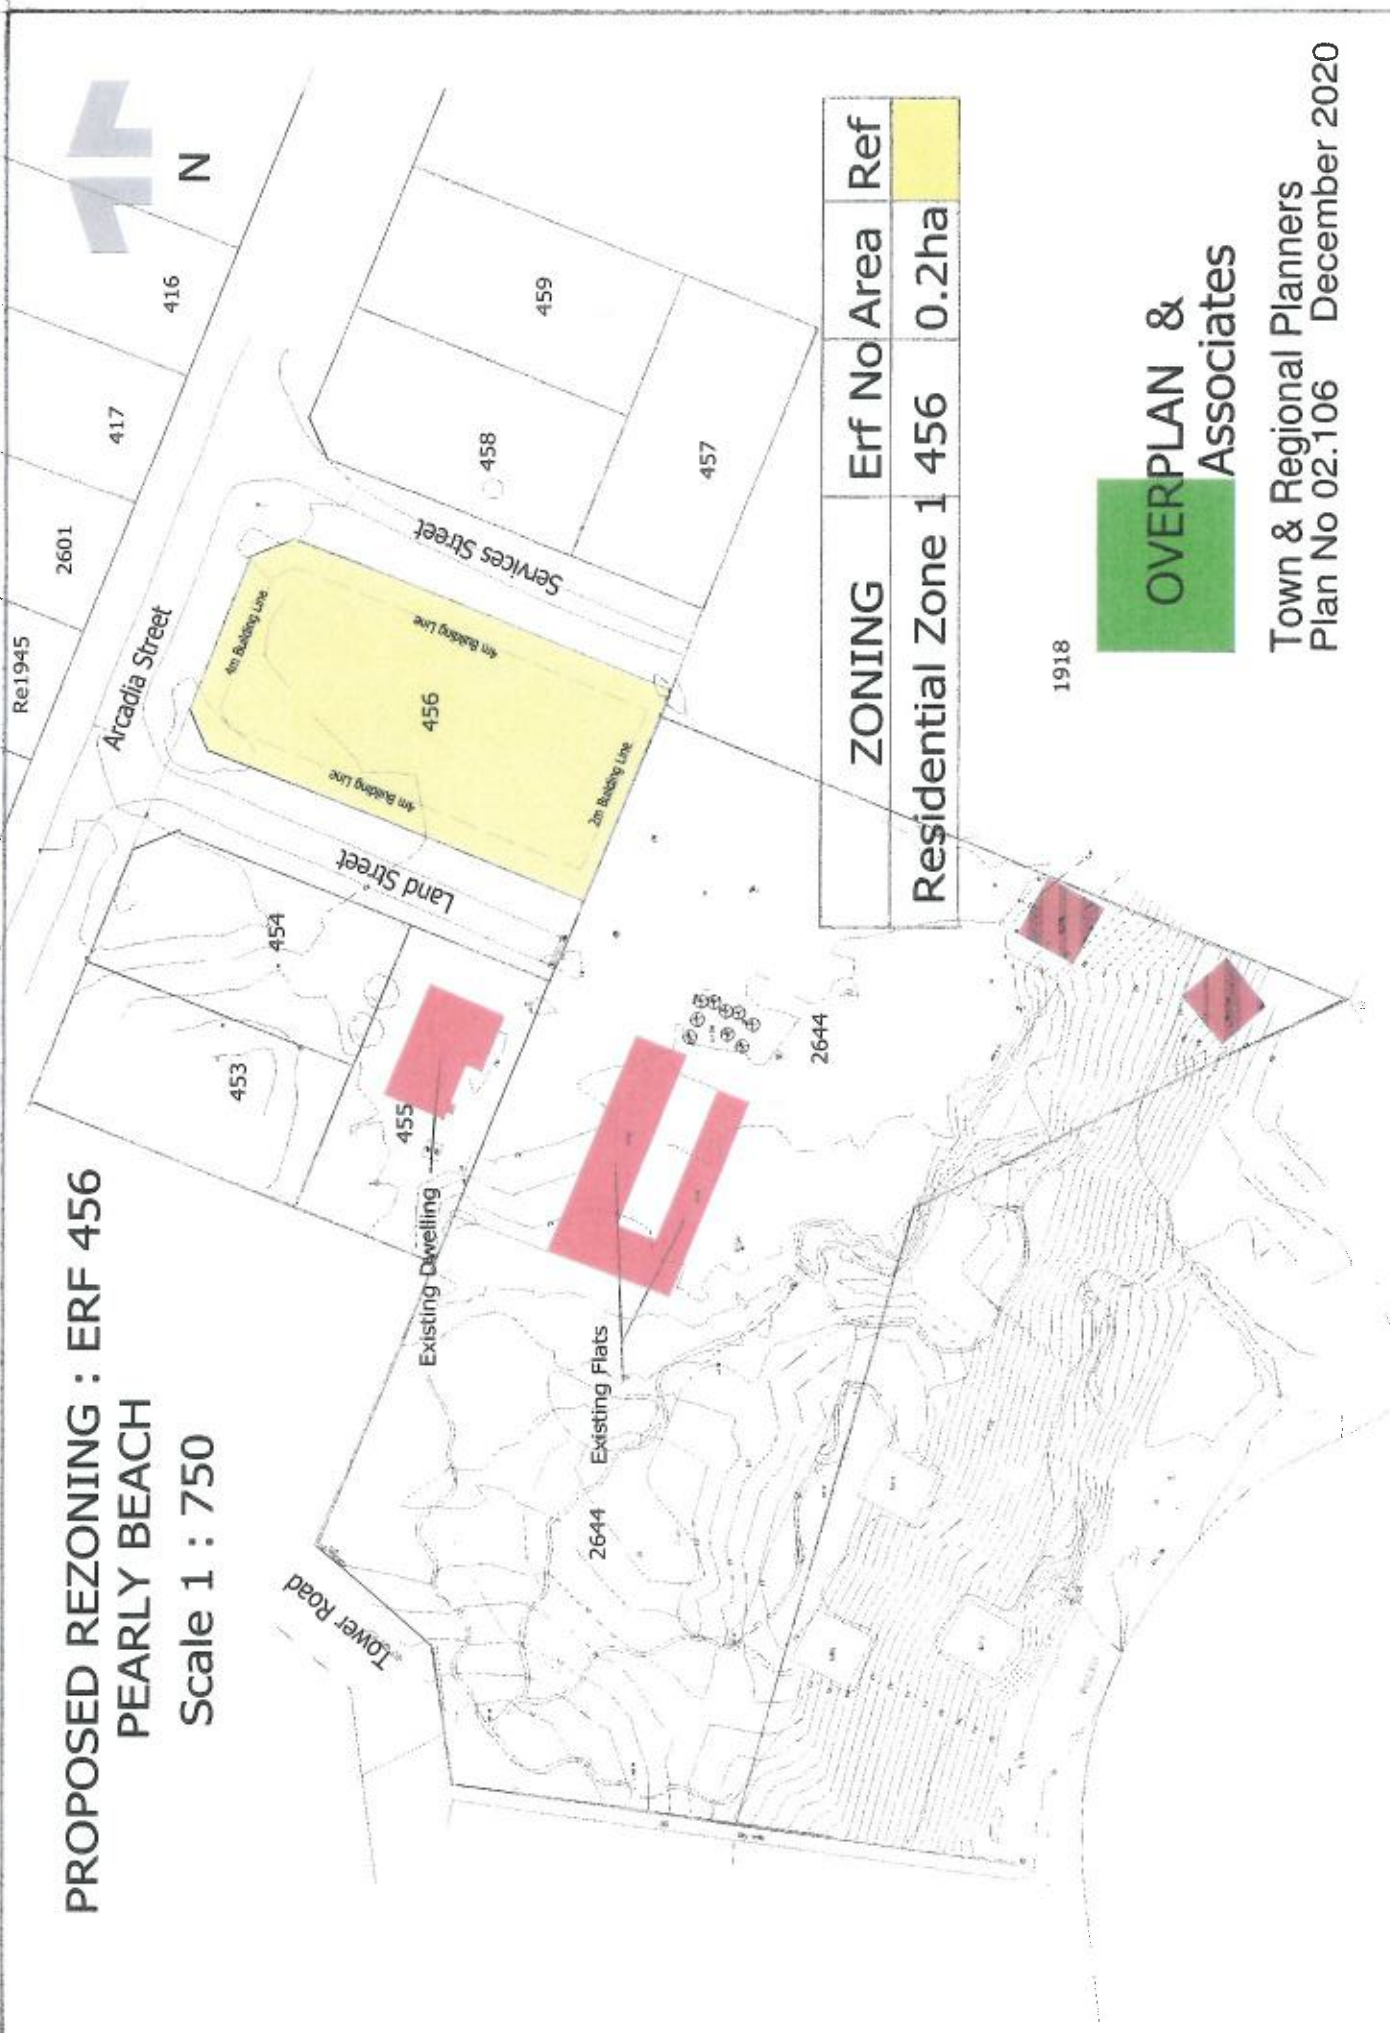 PROPOSED REZONING : ERF 456
PEARLY BEACH
Scale 1 : 750
N
Re1945
2601
417
416
Arcadia Street
453
454
455
Land Street
4m Building Line
4m Building Line
456
4m Building Line
2m Building Line
Services Street
458
459
457
Tower Road
Existing Dwelling
Existing Flats
2644
2644
1918
ZONING Erf No Area Ref
Residential Zone 1 456 0.2ha
OVERPLAN &
Associates
Town & Regional Planners
Plan No 02.106 December 2020